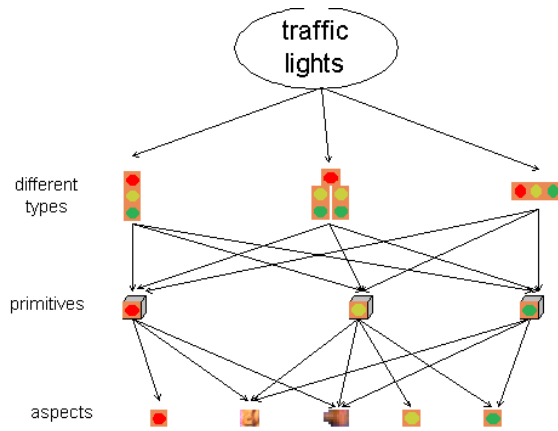 traffic
lights
different
types
primitives
aspects